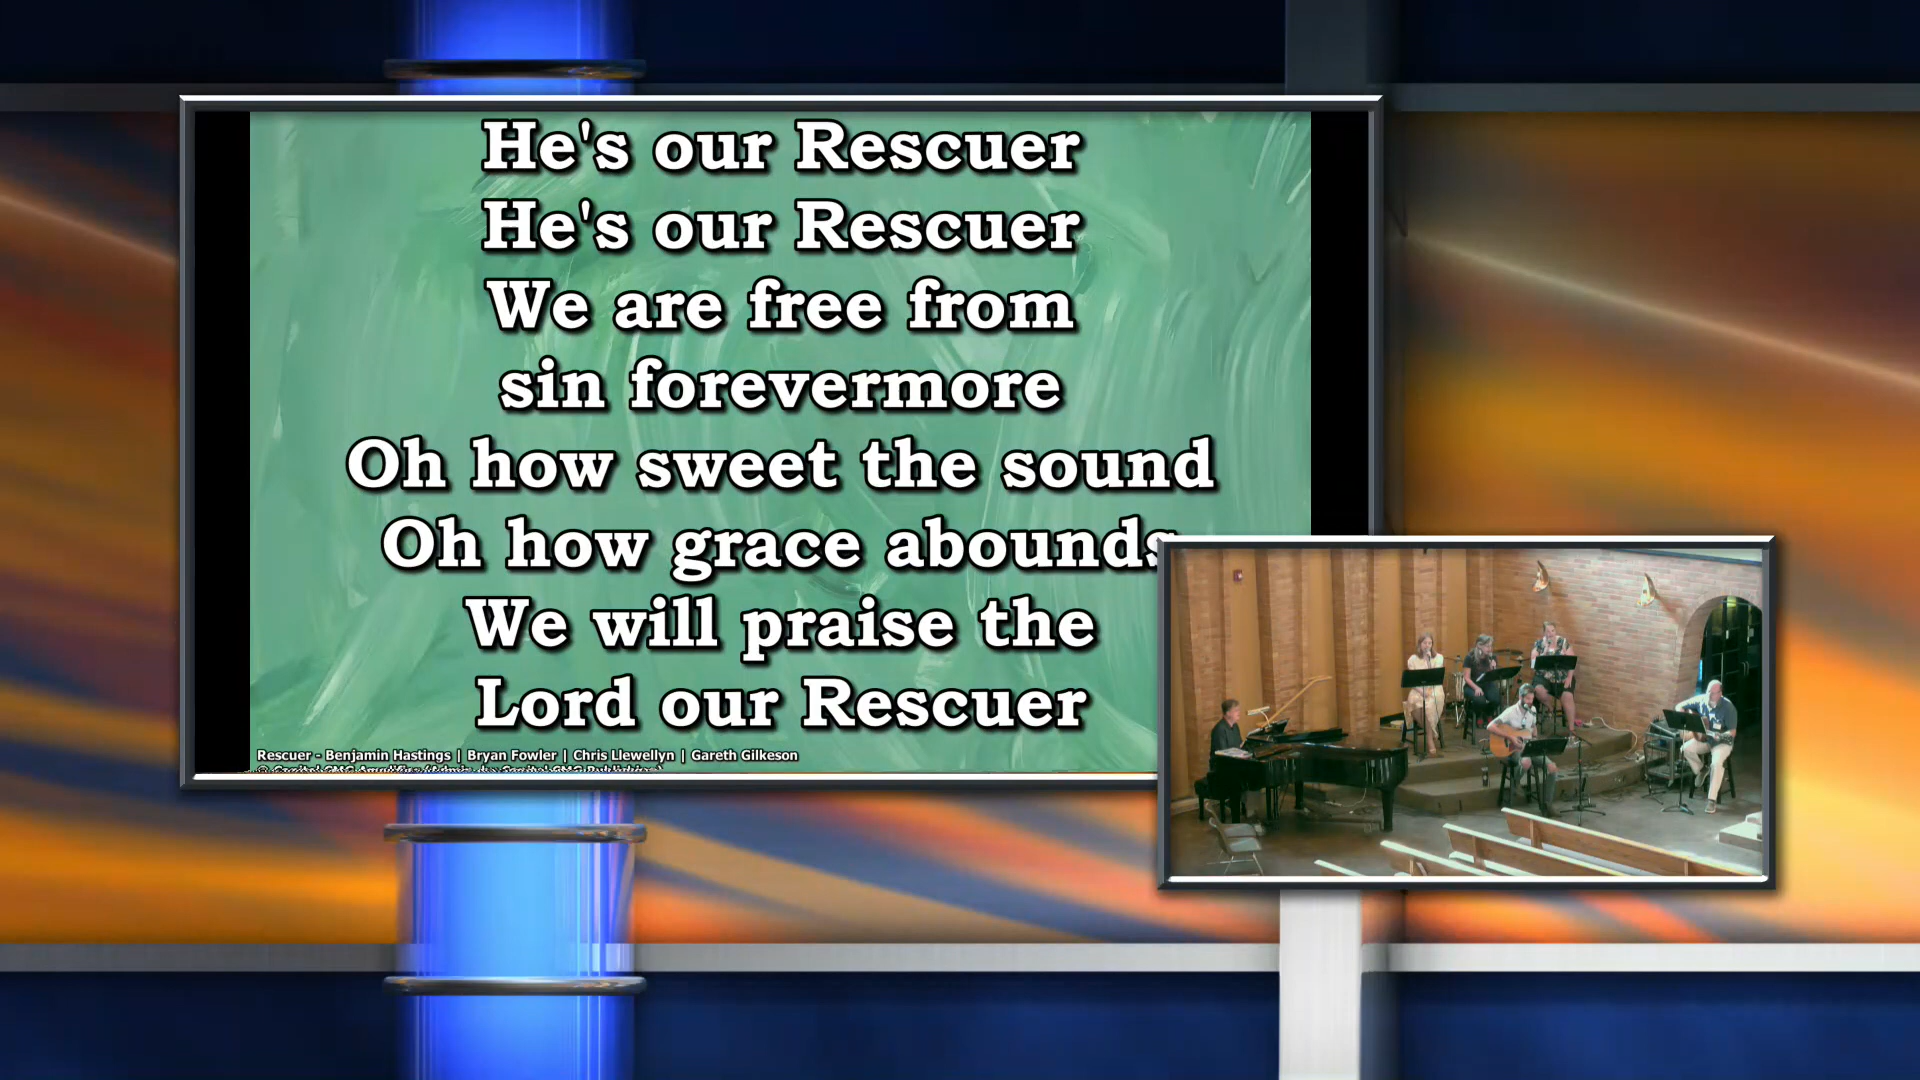 He's our Rescuer
He's our Rescuer
We are free from
sin forevermore
Oh how sweet the sound
Oh how grace abounds
We will praise the
Lord our Rescuer
Rescuer - Benjamin Hastings | Bryan Fowler | Chris Llewellyn | Gareth Gilkeson